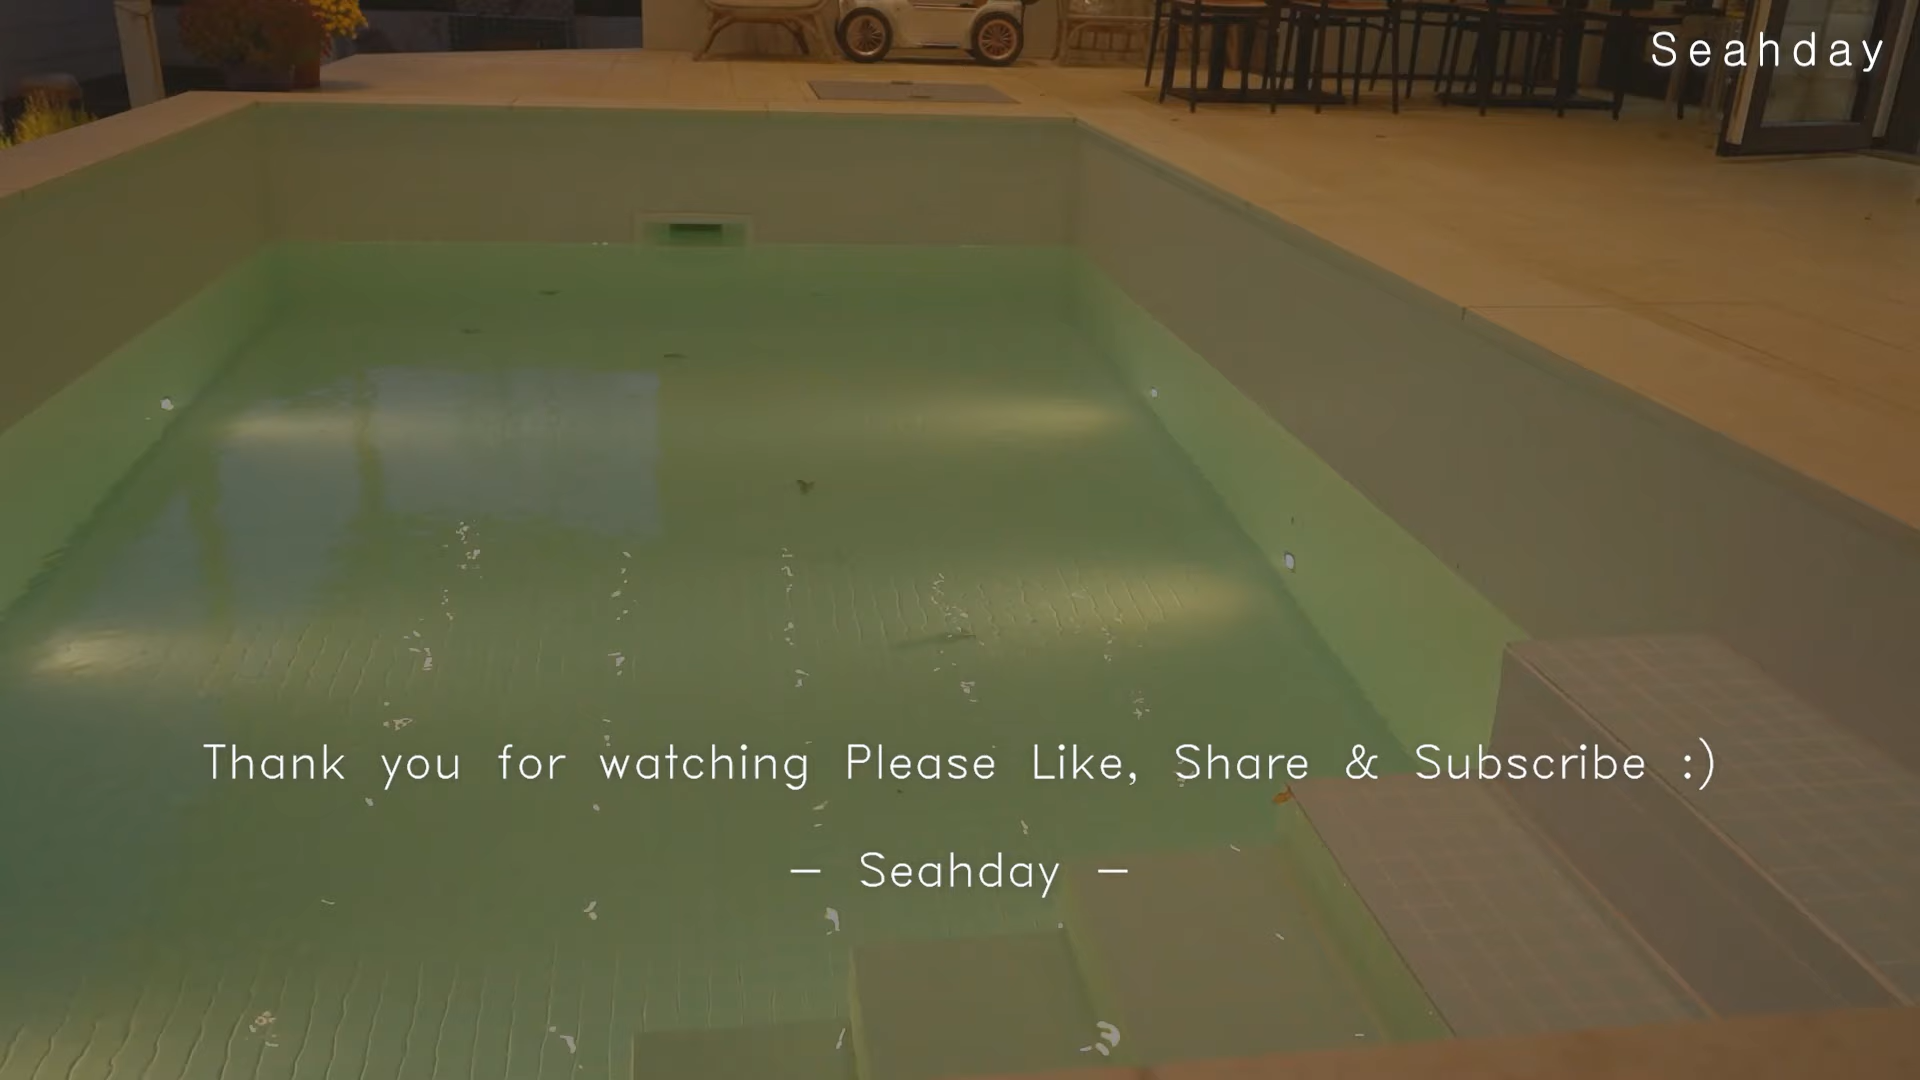 Seahday
Thank you for watching Please Like, Share & Subscribe :)
– Seahday –